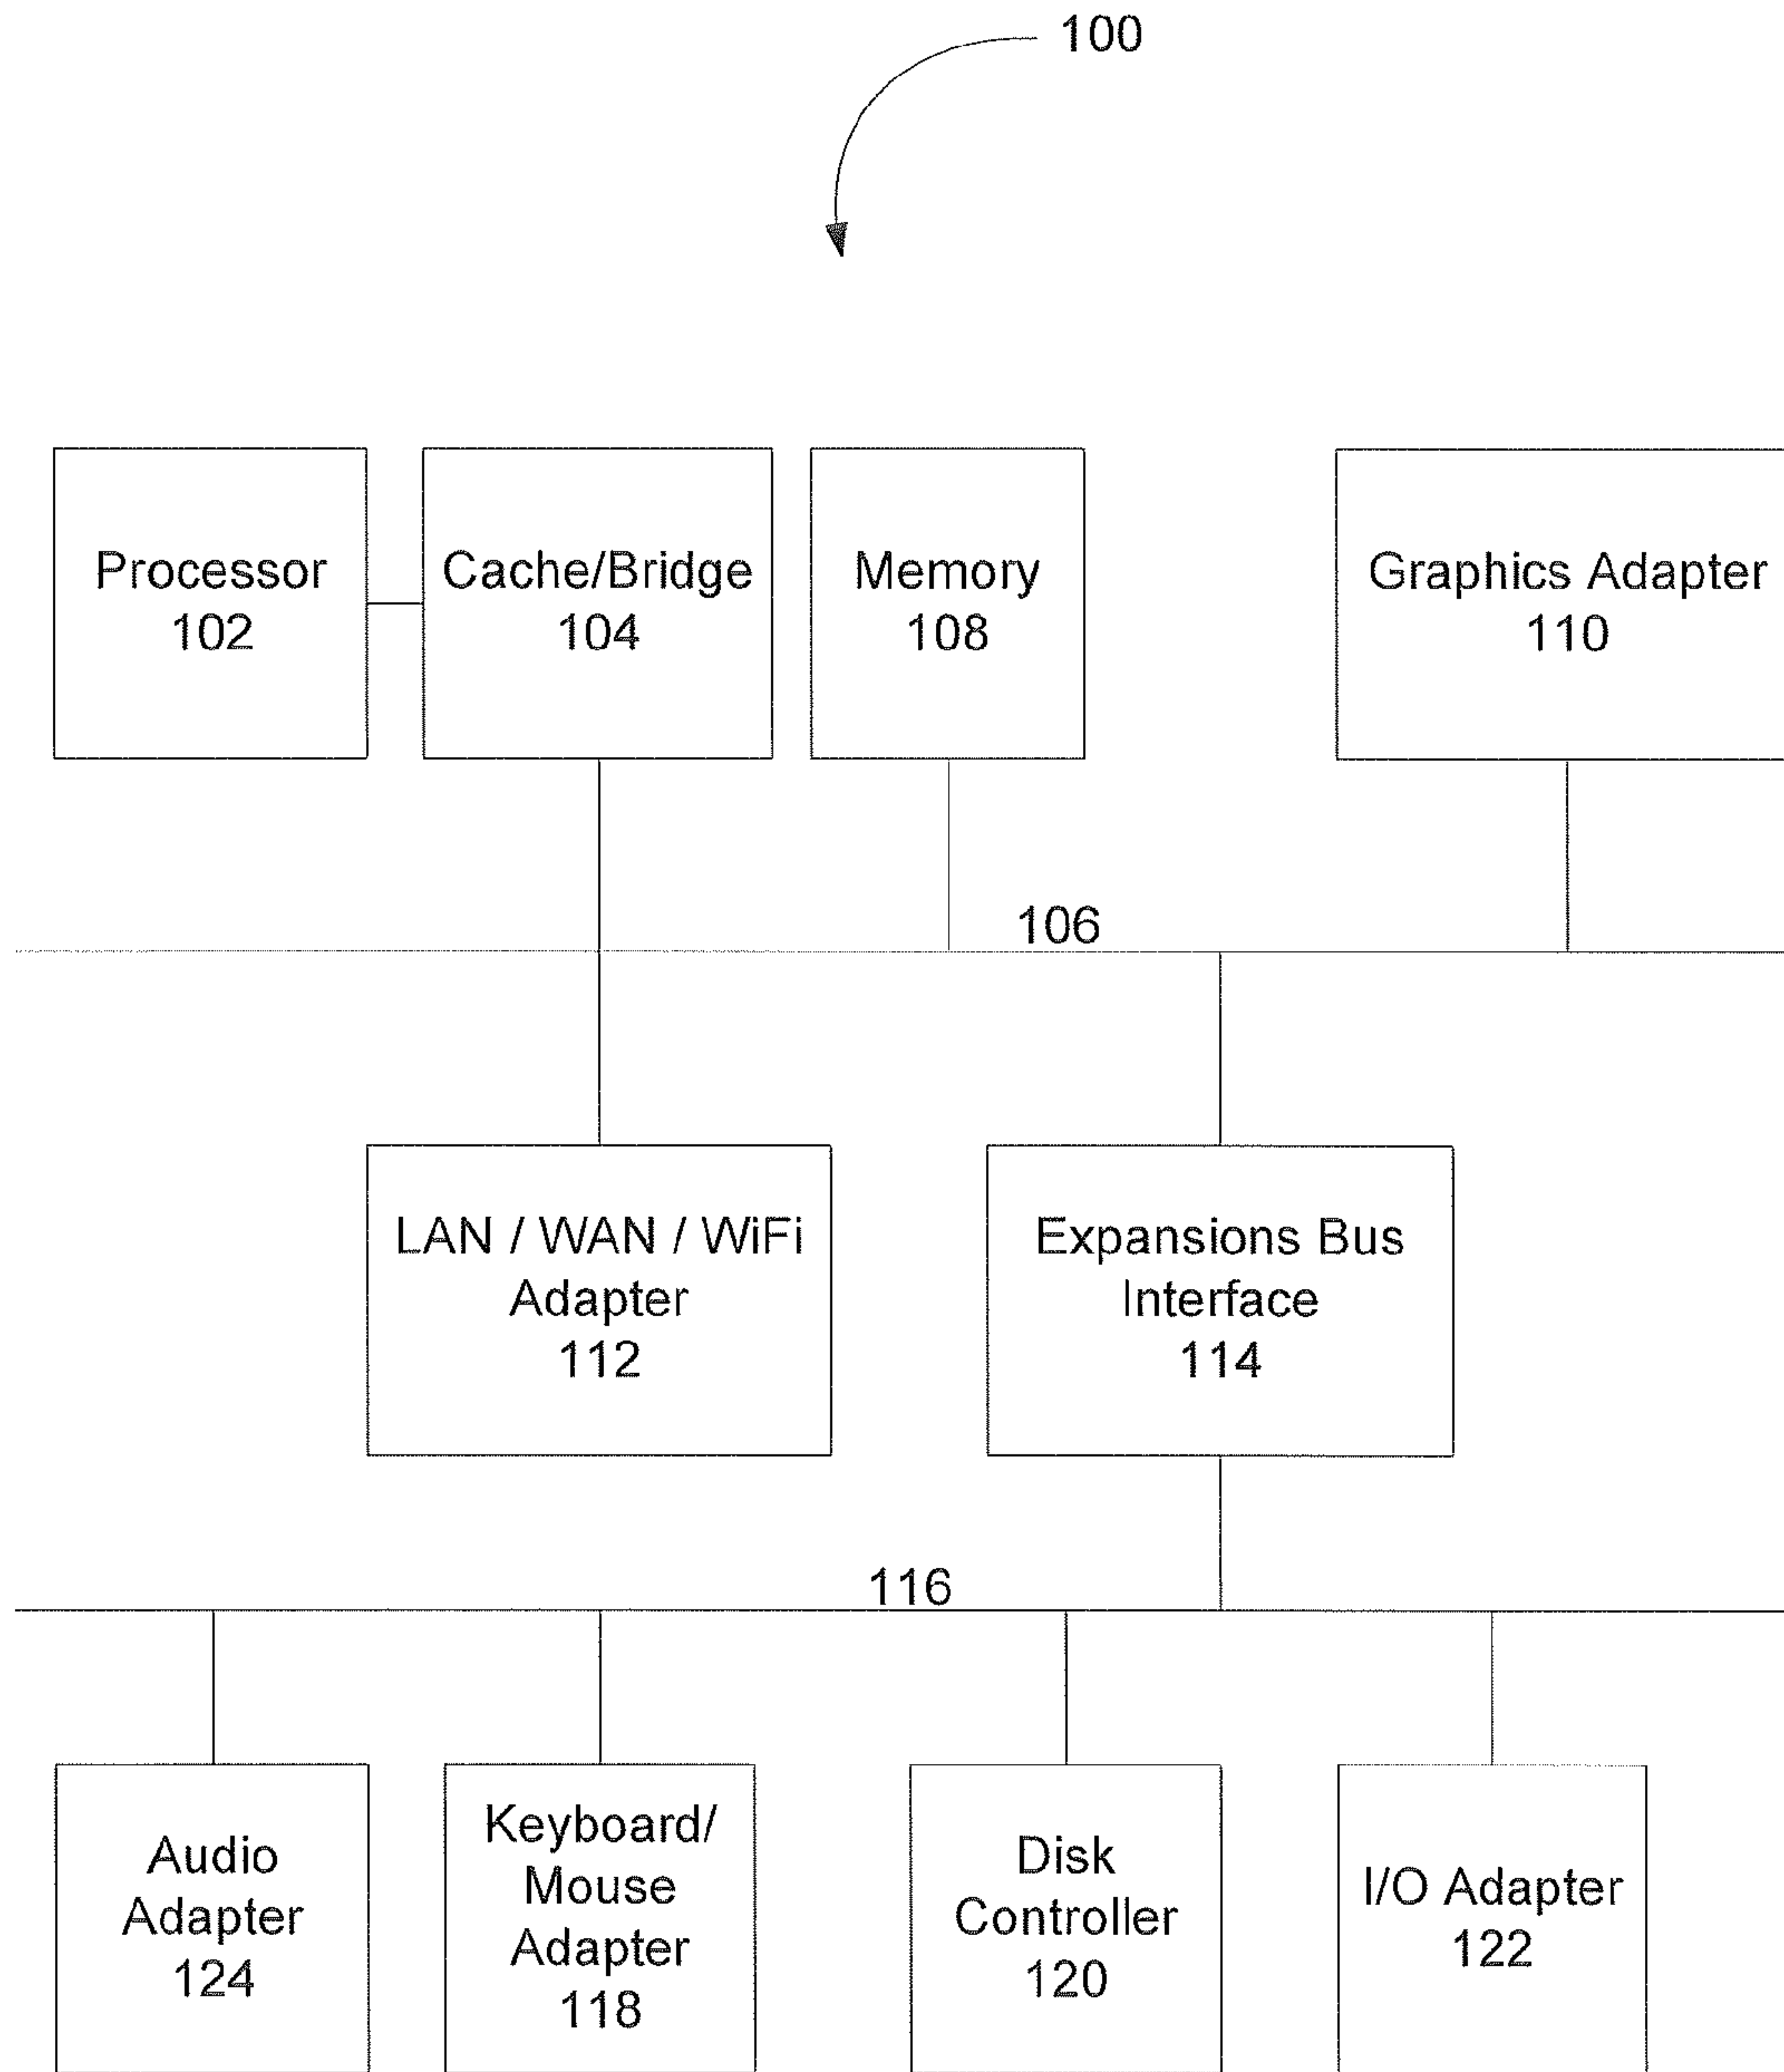 100
Processor
102
Cache/Bridge
104
Memory
108
Graphics Adapter
110
106
LAN / WAN / WiFi
Adapter
112
Expansions Bus
Interface
114
116
Audio
Adapter
124
Keyboard/
Mouse
Adapter
118
Disk
Controller
120
I/O Adapter
122